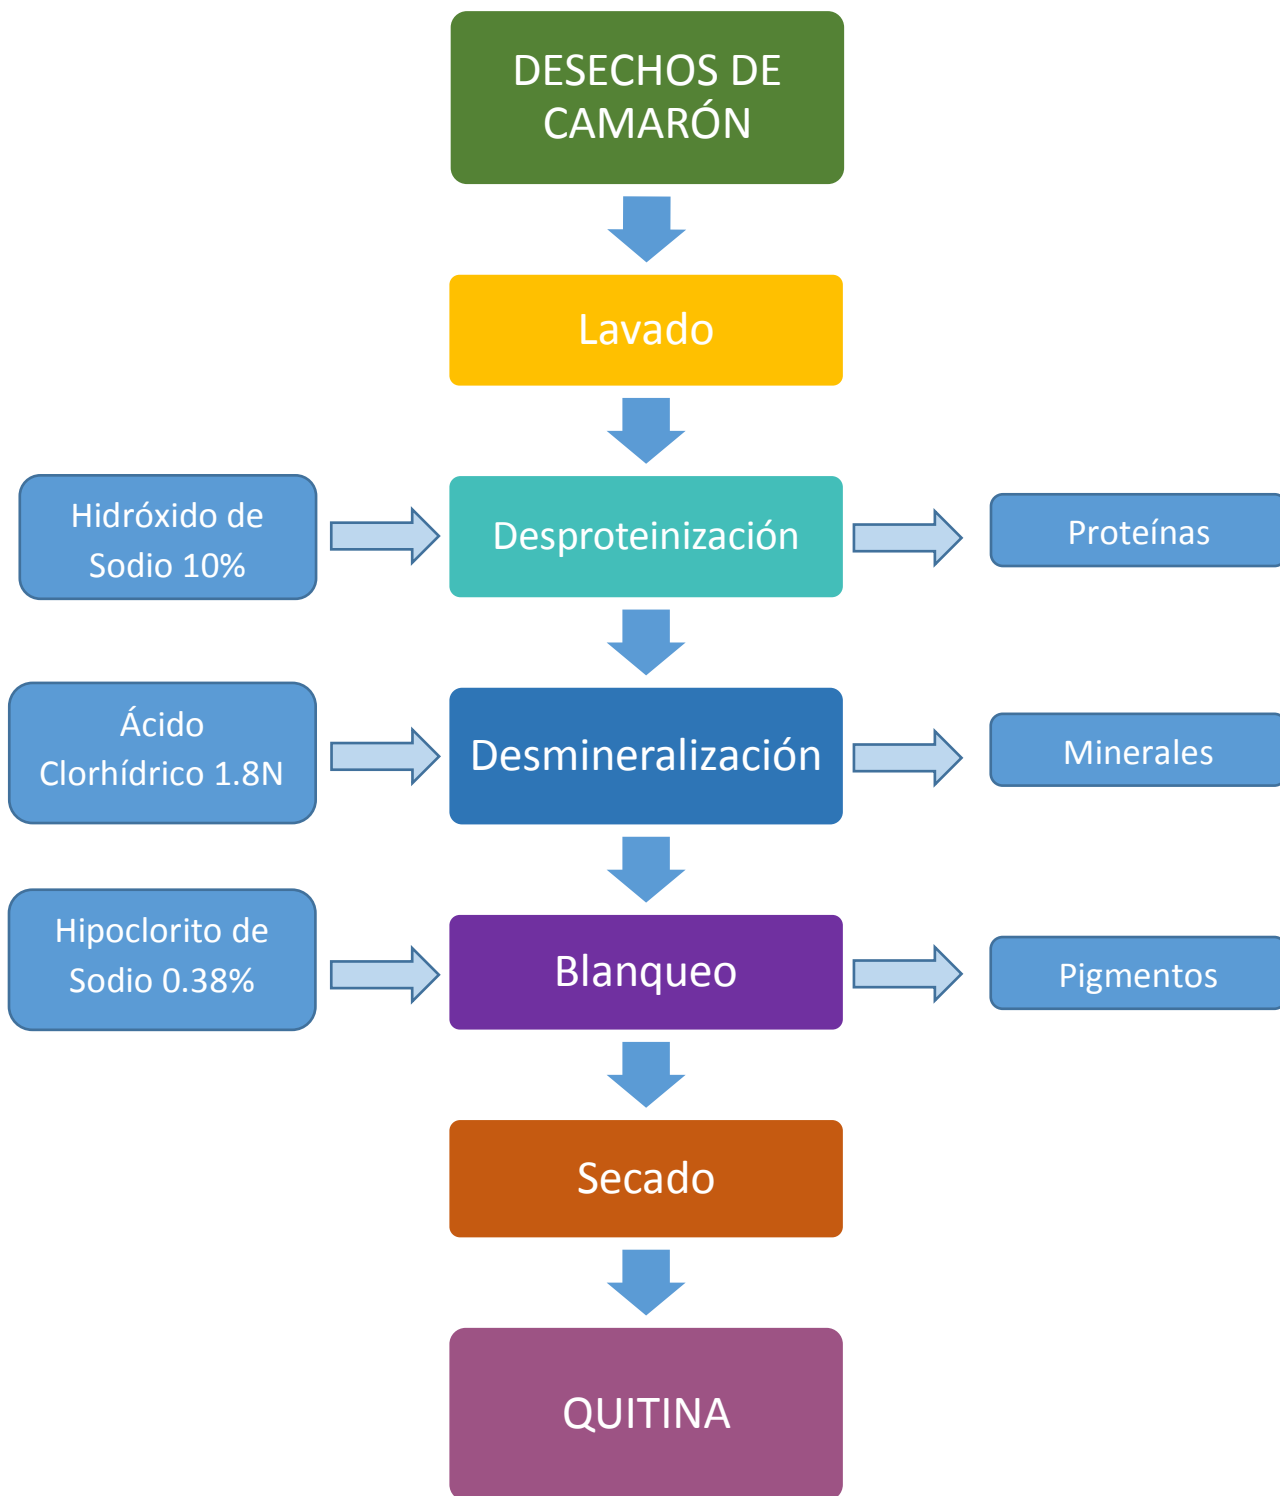 DESECHOS DE
CAMARÓN
Lavado
Hidróxido de
Sodio 10%
Desproteinización
Proteínas
Ácido
Clorhídrico 1.8N
Desmineralización
Minerales
Hipoclorito de
Sodio 0.38%
Blanqueo
Pigmentos
Secado
QUITINA